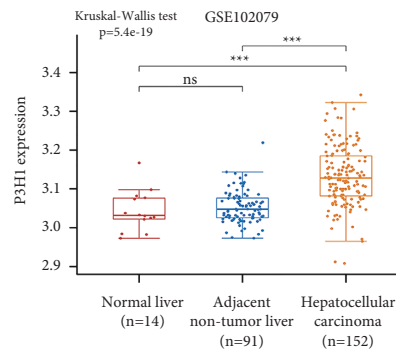 Kruskal-Wallis test
p=5.4e-19
GSE102079
***
***
ns
P3H1 expression
3.4
3.3
3.2
3.1
3.0
2.9
Normal liver
(n=14)
Adjacent
non-tumor liver
(n=91)
Hepatocellular
carcinoma
(n=152)